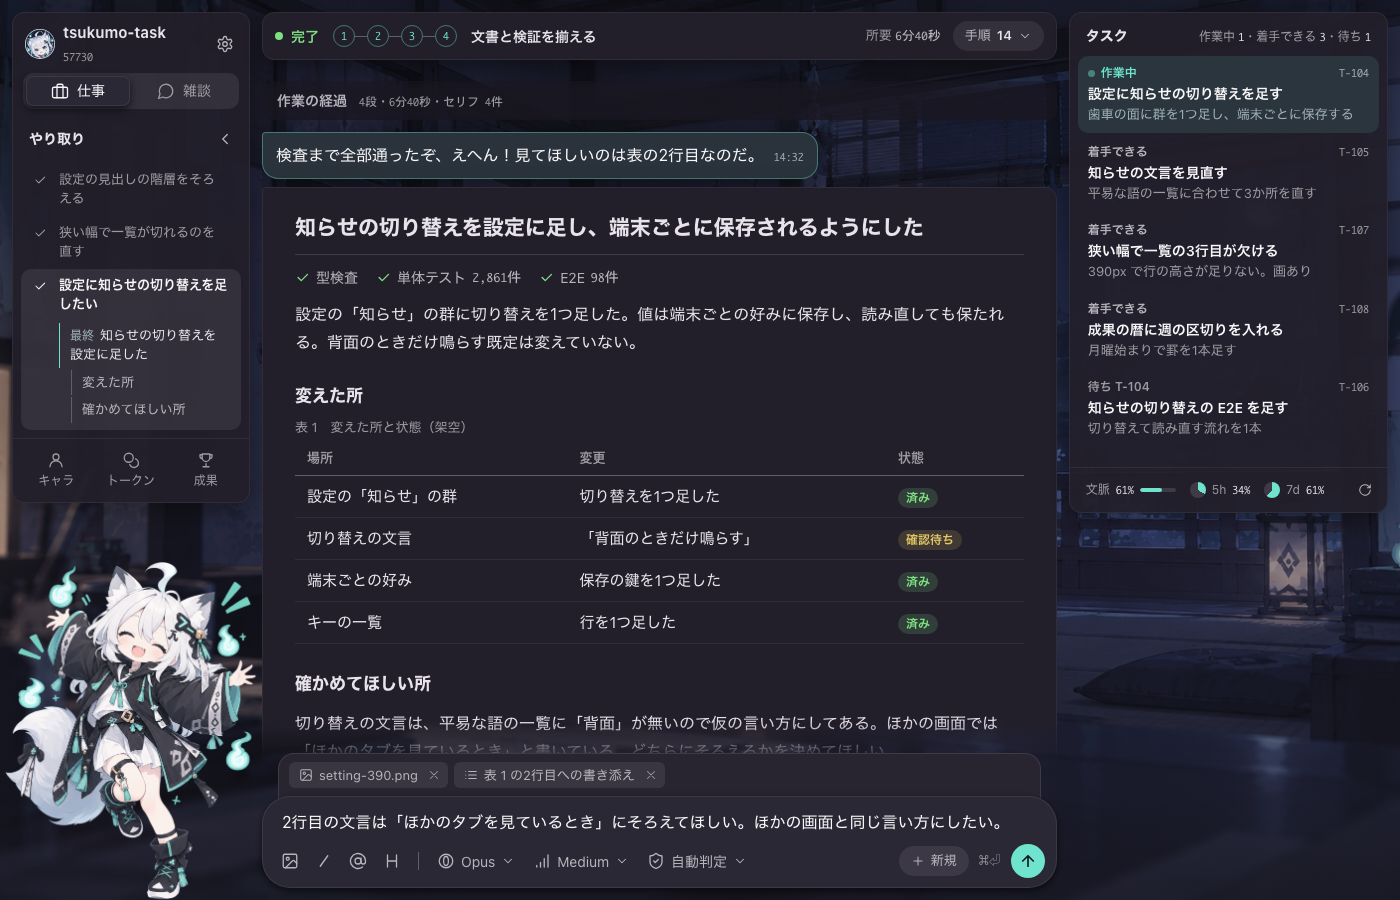 tsukumo-task
57730
仕事
雑談
やり取り
設定の見出しの階層をそろ
える
狭い幅で一覧が切れるのを
直す
設定に知らせの切り替えを足
したい
最終 知らせの切り替えを
設定に足した
変えた所
確かめてほしい所
キャラ
トークン
成果
完了
1
2
3
4
文書と検証を揃える
所要 6分40秒
手順 14
作業の経過 4段・6分40秒・セリフ 4件
検査まで全部通ったぞ、えへん！見てほしいのは表の2行目なのだ。 14:32
知らせの切り替えを設定に足し、端末ごとに保存されるようにした
型検査
単体テスト 2,861件
E2E 98件
設定の「知らせ」の群に切り替えを1つ足した。値は端末ごとの好みに保存し、読み直しても保たれ
る。背面のときだけ鳴らす既定は変えていない。
変えた所
表 1 変えた所と状態（架空）
場所 変更 状態
設定の「知らせ」の群 切り替えを1つ足した 済み
切り替えの文言 「背面のときだけ鳴らす」 確認待ち
端末ごとの好み 保存の鍵を1つ足した 済み
キーの一覧 行を1つ足した 済み
確かめてほしい所
切り替えの文言は、平易な語の一覧に「背面」が無いので仮の言い方にしてある。ほかの画面では
「ほかのタブを見ているとき」と書いている。どちらにそろえるかを決めてほしい。
setting-390.png
表 1 の2行目への書き添え
2行目の文言は「ほかのタブを見ているとき」にそろえてほしい。ほかの画面と同じ言い方にしたい。
Opus
Medium
自動判定
新規
⌘⏎
タスク
作業中 1・着手できる 3・待ち 1
作業中 T-104
設定に知らせの切り替えを足す
歯車の面に群を1つ足し、端末ごとに保存する
着手できる T-105
知らせの文言を見直す
平易な語の一覧に合わせて3か所を直す
着手できる T-107
狭い幅で一覧の3行目が欠ける
390px で行の高さが足りない。画あり
着手できる T-108
成果の暦に週の区切りを入れる
月曜始まりで罫を1本足す
待ち T-104 T-106
知らせの切り替えの E2E を足す
切り替えて読み直す流れを1本
文脈 61%
5h 34%
7d 61%